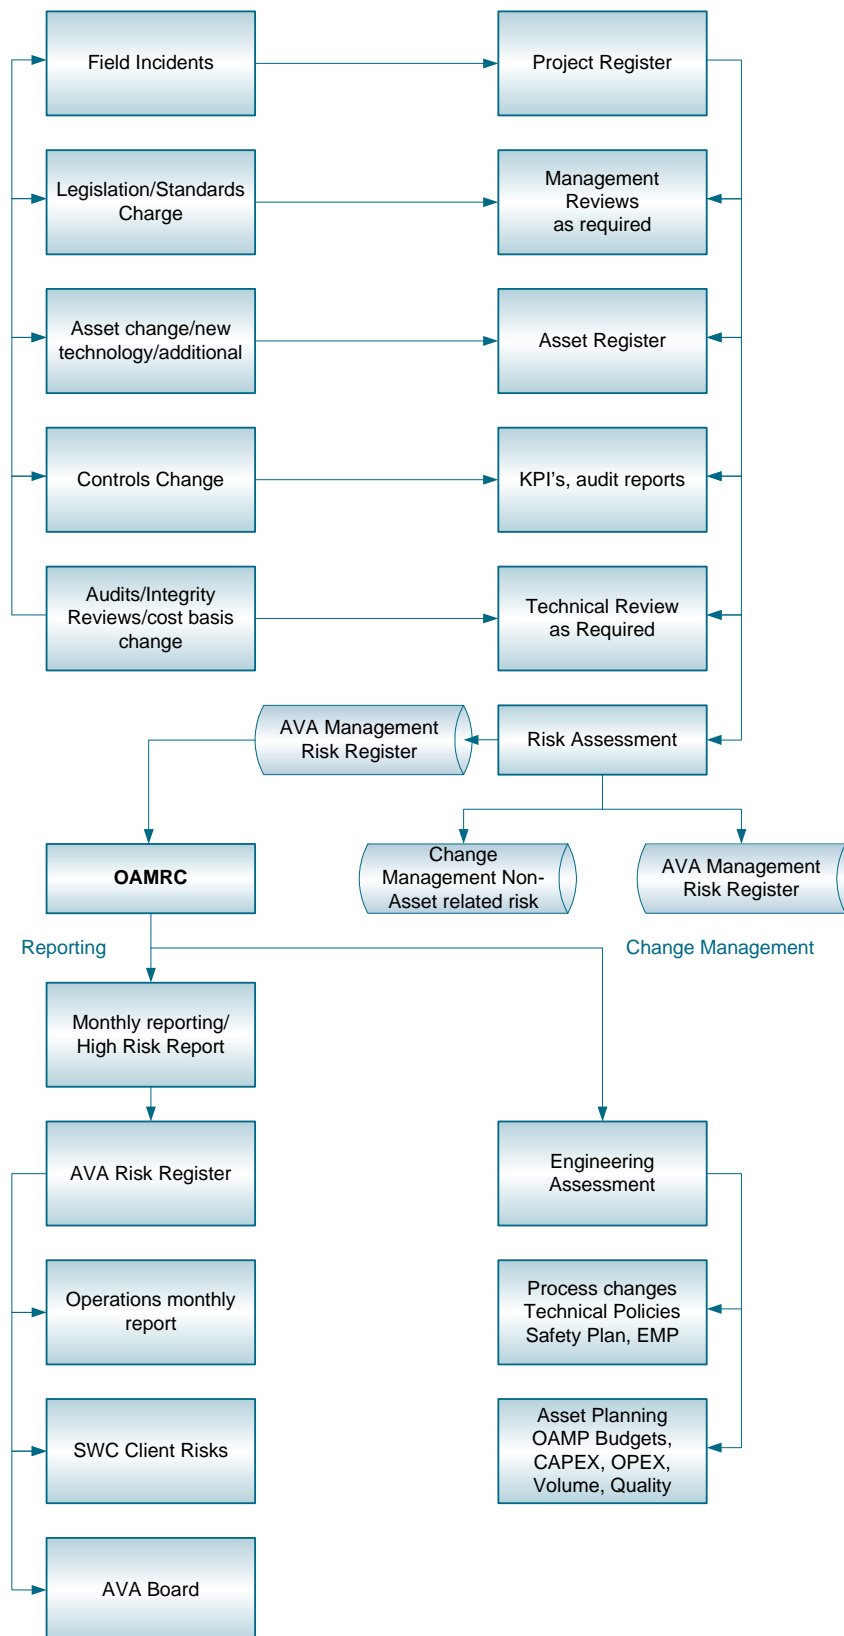 Field Incidents
Project Register
Legislation/Standards
Charge
Management
Reviews
as required
Asset change/new
technology/additional
Asset Register
Controls Change
KPI's, audit reports
Audits/Integrity
Reviews/cost basis
change
Technical Review
as Required
AVA Management
Risk Register
Risk Assessment
OAMRC
Change
Management Non-
Asset related risk
AVA Management
Risk Register
Reporting
Change Management
Monthly reporting/
High Risk Report
AVA Risk Register
Engineering
Assessment
Operations monthly
report
Process changes
Technical Policies
Safety Plan, EMP
SWC Client Risks
Asset Planning
OAMP Budgets,
CAPEX, OPEX,
Volume, Quality
AVA Board